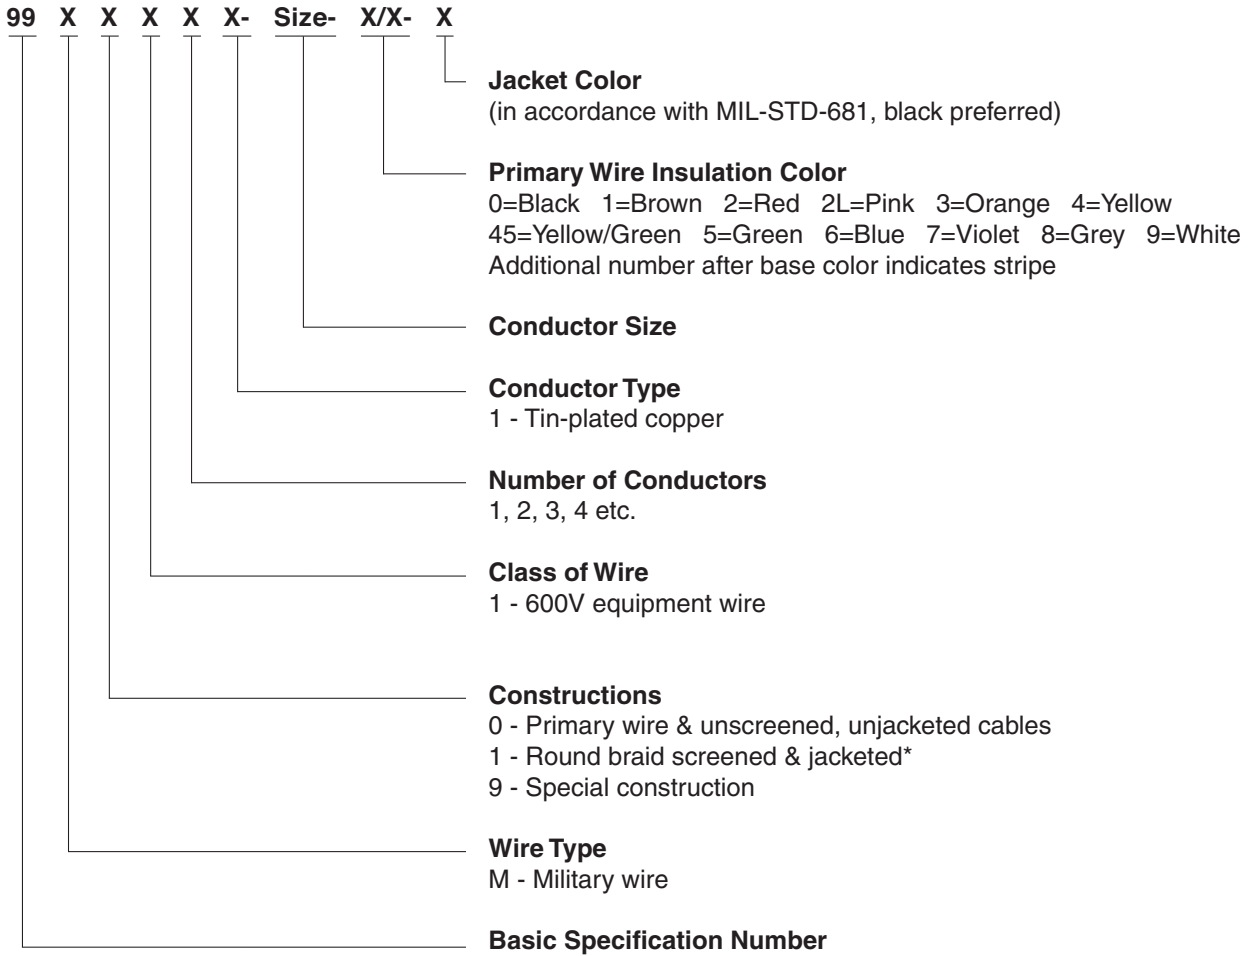 99 X X X X X- Size- X/X- X
Jacket Color
(in accordance with MIL-STD-681, black preferred)
Primary Wire Insulation Color
0=Black 1=Brown 2=Red 2L=Pink 3=Orange 4=Yellow
45=Yellow/Green 5=Green 6=Blue 7=Violet 8=Grey 9=White
Additional number after base color indicates stripe
Conductor Size
Conductor Type
1 - Tin-plated copper
Number of Conductors
1, 2, 3, 4 etc.
Class of Wire
1 - 600V equipment wire
Constructions
0 - Primary wire & unscreened, unjacketed cables
1 - Round braid screened & jacketed*
9 - Special construction
Wire Type
M - Military wire
Basic Specification Number